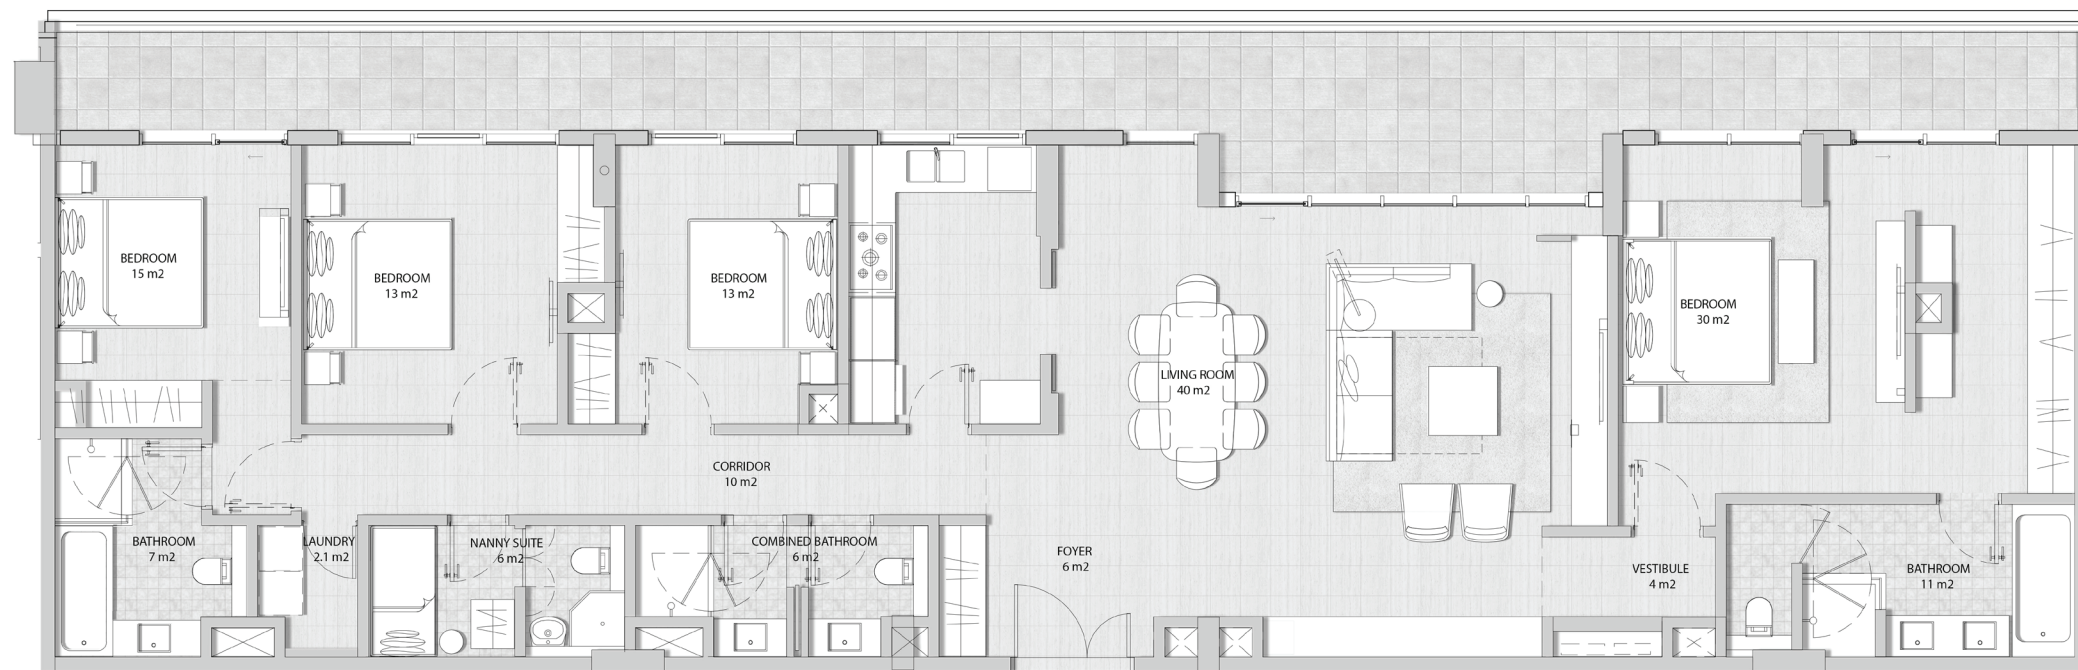 BEDROOM
15 m2
BEDROOM
13 m2
BEDROOM
13 m2
BEDROOM
30 m2
LIVING ROOM
40 m2
CORRIDOR
10 m2
BATHROOM
7 m2
LAUNDRY
2.1 m2
NANNY SUITE
6 m2
COMBINED BATHROOM
6 m2
FOYER
6 m2
VESTIBULE
4 m2
BATHROOM
11 m2